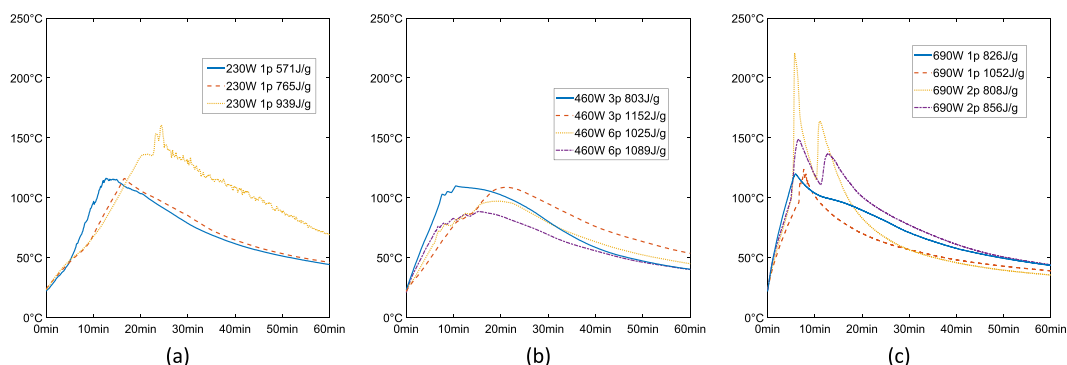 250°C
200°C
150°C
100°C
50°C
0°C
0min 10min 20min 30min 40min 50min 60min
230W 1p 571J/g
230W 1p 765J/g
230W 1p 939J/g
(a)
250°C
200°C
150°C
100°C
50°C
0°C
0min 10min 20min 30min 40min 50min 60min
460W 3p 803J/g
460W 3p 1152J/g
460W 6p 1025J/g
460W 6p 1089J/g
(b)
250°C
200°C
150°C
100°C
50°C
0°C
0min 10min 20min 30min 40min 50min 60min
690W 1p 826J/g
690W 1p 1052J/g
690W 2p 808J/g
690W 2p 856J/g
(c)